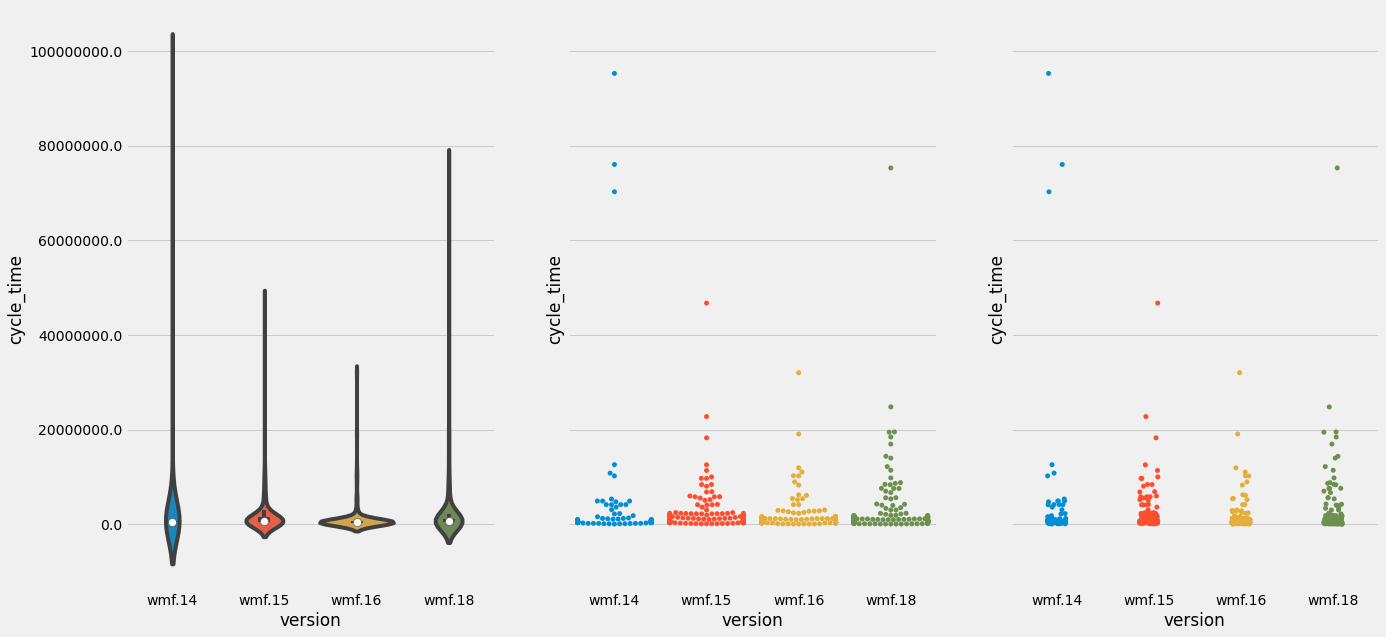 100000000.0
80000000.0
60000000.0
40000000.0
20000000.0
0.0
cycle_time
wmf.14 wmf.15 wmf.16 wmf.18
version
cycle_time
wmf.14 wmf.15 wmf.16 wmf.18
version
cycle_time
wmf.14 wmf.15 wmf.16 wmf.18
version